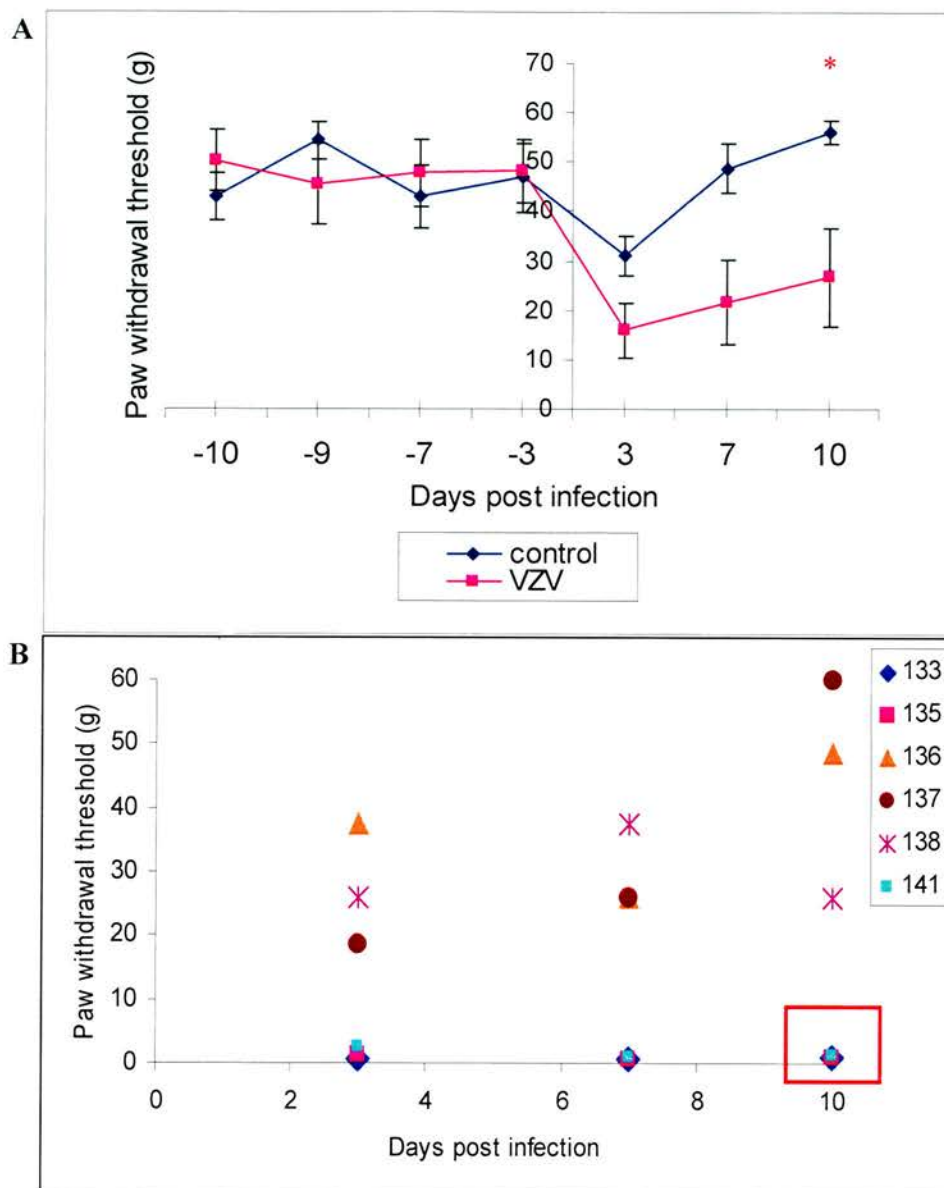 A
Paw withdrawal threshold (g)
70
*
60
50
40
30
20
10
0
-10 -9 -7 -3 3 7 10
Days post infection
control
VZV
B
Paw withdrawal threshold (g)
60
50
40
30
20
10
0
0 2 4 6 8 10
Days post infection
133
135
136
137
138
141